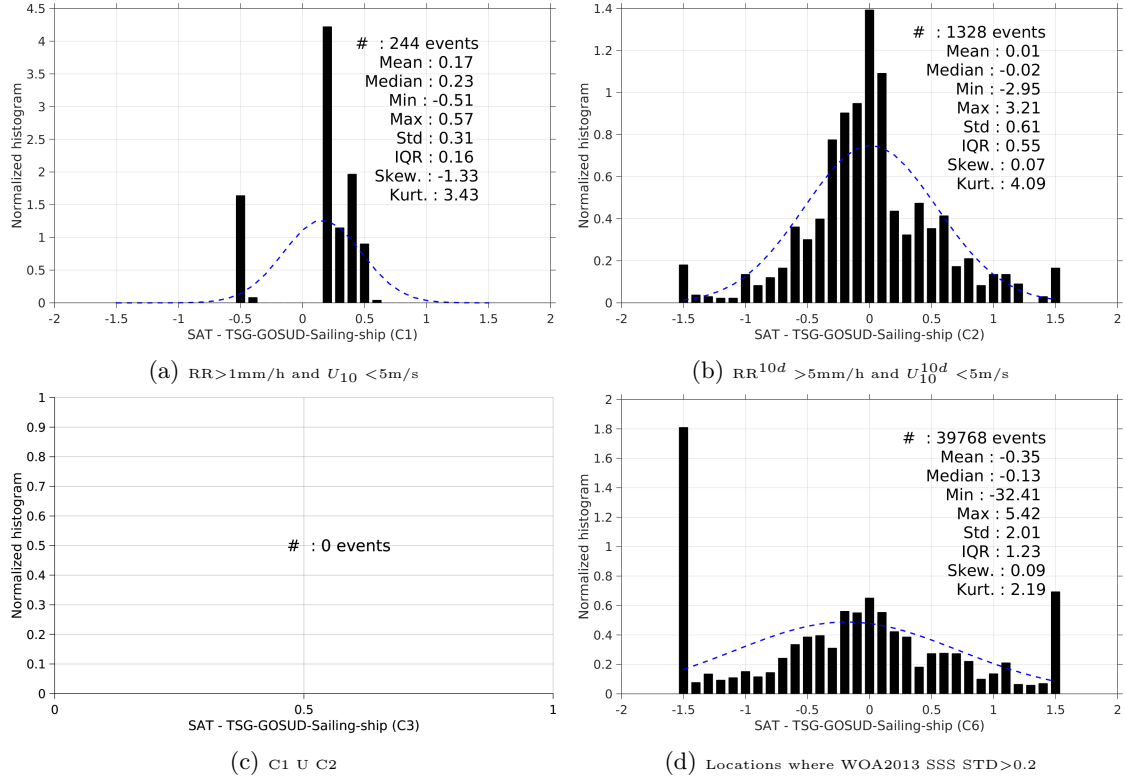 4.5
4
3.5
3
2.5
2
1.5
1
0.5
0
-2
-1.5
-1
-0.5
0
0.5
1
1.5
2
Normalized histogram
# : 244 events
Mean : 0.17
Median : 0.23
Min : -0.51
Max : 0.57
Std : 0.31
IQR : 0.16
Skew. : -1.33
Kurt. : 3.43
SAT - TSG-GOSUD-Sailing-ship (C1)
(a) RR>1mm/h and U10 <5m/s
1.4
1.2
1
0.8
0.6
0.4
0.2
0
-2
-1.5
-1
-0.5
0
0.5
1
1.5
2
Normalized histogram
# : 1328 events
Mean : 0.01
Median : -0.02
Min : -2.95
Max : 3.21
Std : 0.61
IQR : 0.55
Skew. : 0.07
Kurt. : 4.09
SAT - TSG-GOSUD-Sailing-ship (C2)
(b) RR10d >5mm/h and U10d10 <5m/s
1
0.9
0.8
0.7
0.6
0.5
0.4
0.3
0.2
0.1
0
0
0.5
1
Normalized histogram
# : 0 events
SAT - TSG-GOSUD-Sailing-ship (C3)
(c) C1 U C2
2
1.8
1.6
1.4
1.2
1
0.8
0.6
0.4
0.2
0
-2
-1.5
-1
-0.5
0
0.5
1
1.5
2
Normalized histogram
# : 39768 events
Mean : -0.35
Median : -0.13
Min : -32.41
Max : 5.42
Std : 2.01
IQR : 1.23
Skew. : 0.09
Kurt. : 2.19
SAT - TSG-GOSUD-Sailing-ship (C6)
(d) Locations where WOA2013 SSS STD>0.2